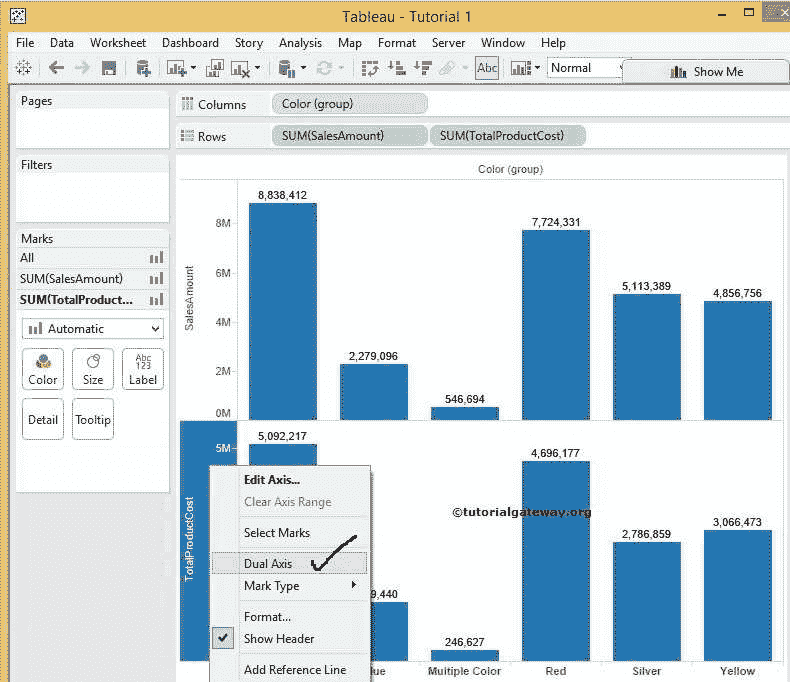 Tableau - Tutorial 1
File Data Worksheet Dashboard Story Analysis Map Format Server Window Help
Abc Normal Show Me
Pages
Columns Color (group)
Rows SUM(SalesAmount) SUM(TotalProductCost)
Filters
Marks
All
SUM(SalesAmount)
SUM(TotalProduct...
Automatic
Color Size Abc 123 Label
Detail Tooltip
Color (group)
SalesAmount
8M
6M
4M
2M
0M
8,838,412
2,279,096
546,694
7,724,331
5,113,389
4,856,756
TotalProductCost
5M
5,092,217
9,440
246,627
4,696,177
2,786,859
3,066,473
©tutorialgateway.org
Edit Axis...
Clear Axis Range
Select Marks
Dual Axis
Mark Type
Format...
Show Header
Add Reference Line
Multiple Color Red Silver Yellow